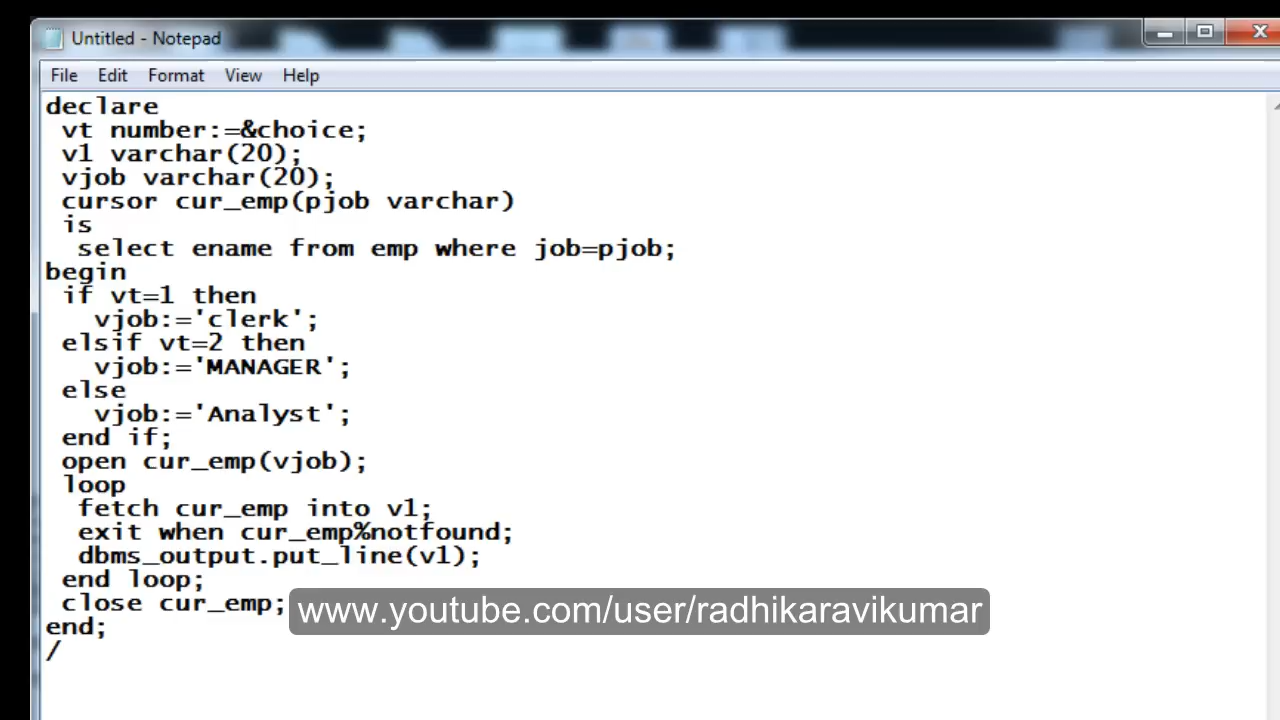 Untitled - Notepad
File Edit Format View Help
declare
 vt number:=&choice;
 v1 varchar(20);
 vjob varchar(20);
 cursor cur_emp(pjob varchar)
 is
  select ename from emp where job=pjob;
begin
 if vt=1 then
   vjob:='clerk';
 elsif vt=2 then
   vjob:='MANAGER';
 else
   vjob:='Analyst';
 end if;
 open cur_emp(vjob);
 loop
  fetch cur_emp into v1;
  exit when cur_emp%notfound;
  dbms_output.put_line(v1);
 end loop;
 close cur_emp;
www.youtube.com/user/radhikaravikumar
end;
/